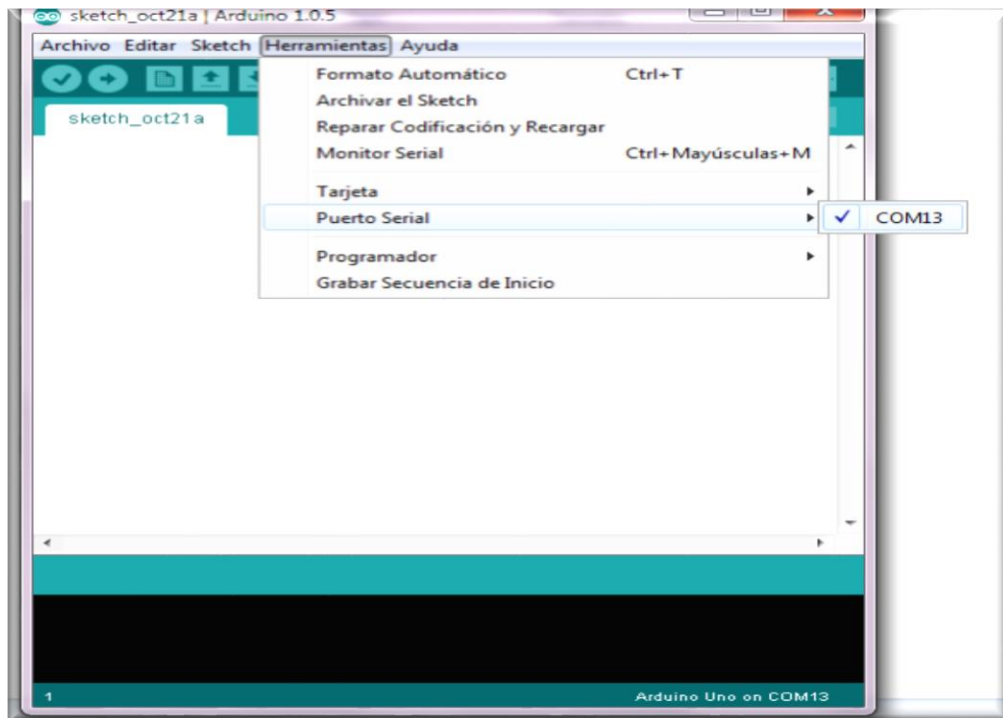 sketch_oct21a | Arduino 1.0.5
Archivo Editar Sketch Herramientas Ayuda
sketch_oct21a
Formato Automático Ctrl+T
Archivar el Sketch
Reparar Codificación y Recargar
Monitor Serial Ctrl+Mayúsculas+M
Tarjeta
Puerto Serial
COM13
Programador
Grabar Secuencia de Inicio
1 Arduino Uno on COM13